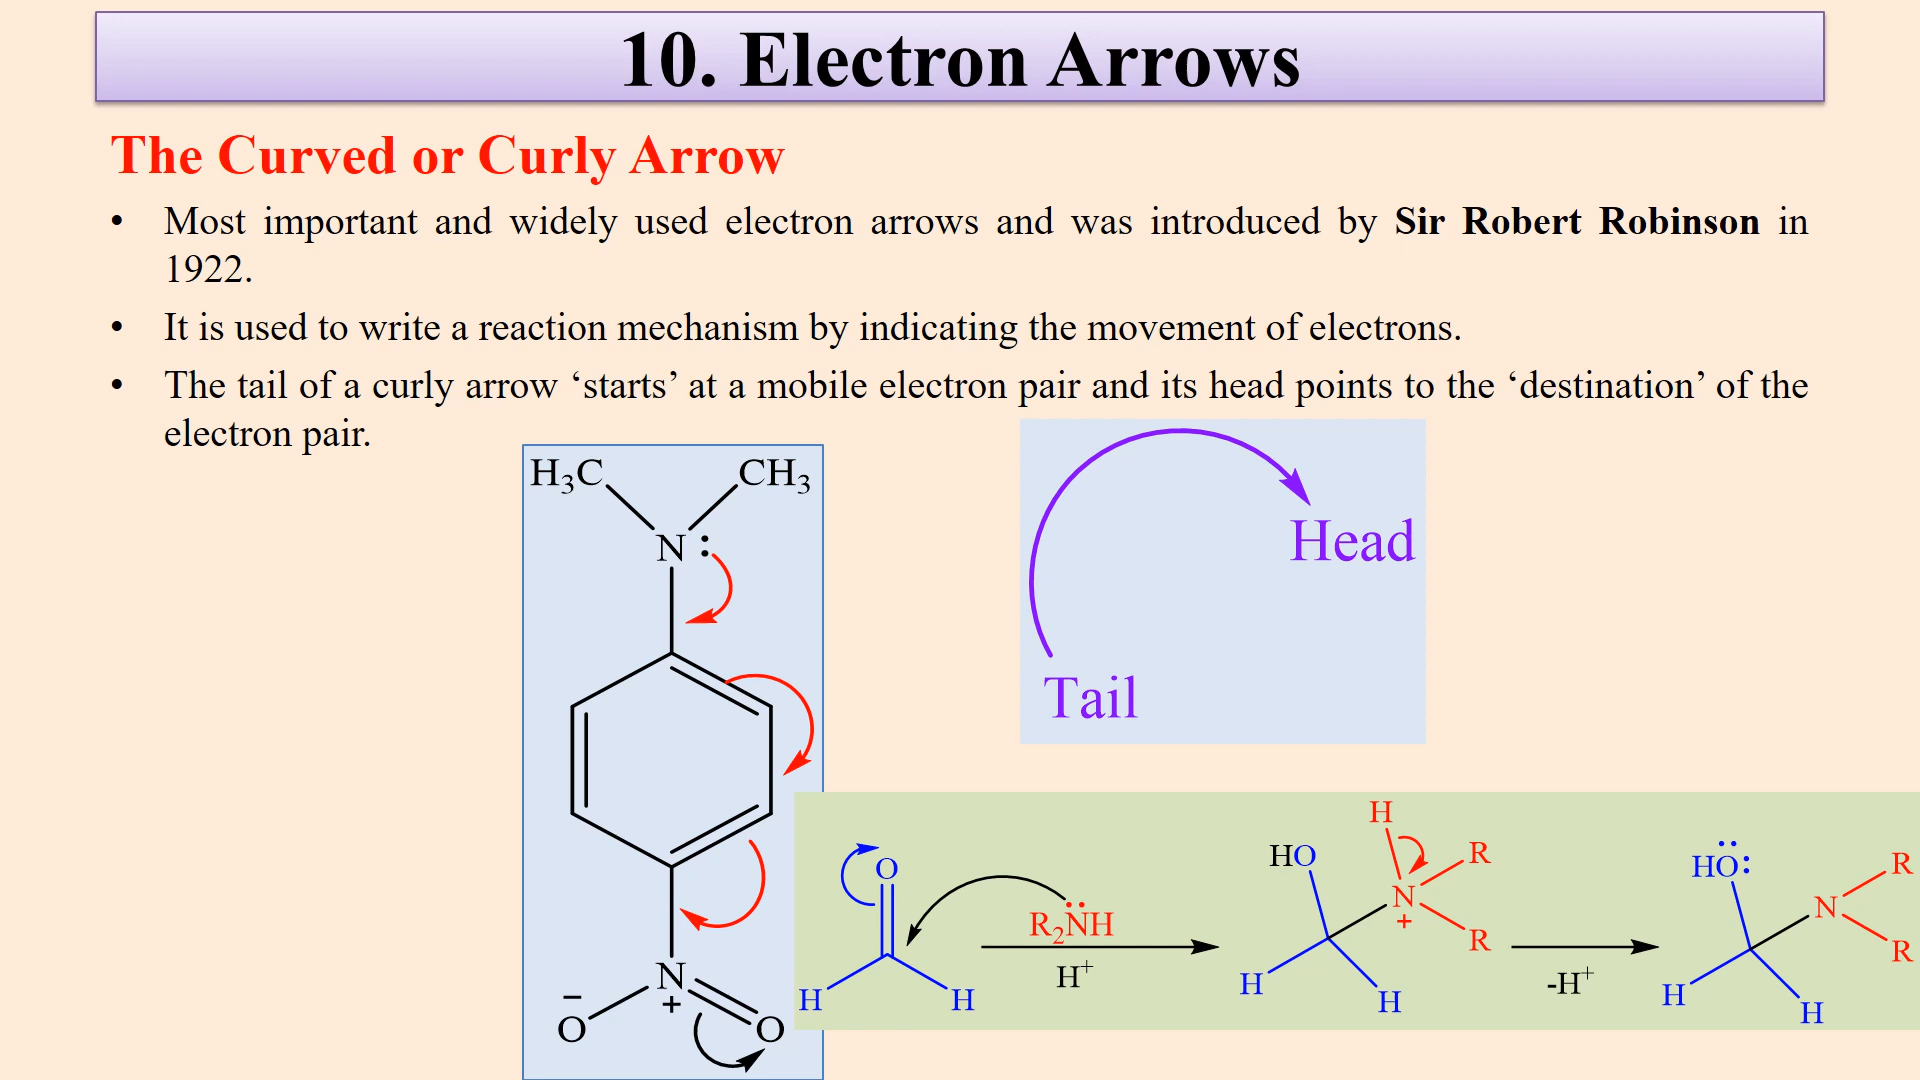 10. Electron Arrows
The Curved or Curly Arrow
• Most important and widely used electron arrows and was introduced by Sir Robert Robinson in
1922.
• It is used to write a reaction mechanism by indicating the movement of electrons.
• The tail of a curly arrow ‘starts’ at a mobile electron pair and its head points to the ‘destination’ of the
electron pair.
H₃C CH₃
N:
N
+
−
O O
Head
Tail
O
H H
R₂N̈H
H⁺
HO
H
N
+
R
R
H
H
-H⁺
HÖ:
N
R
R
H
H